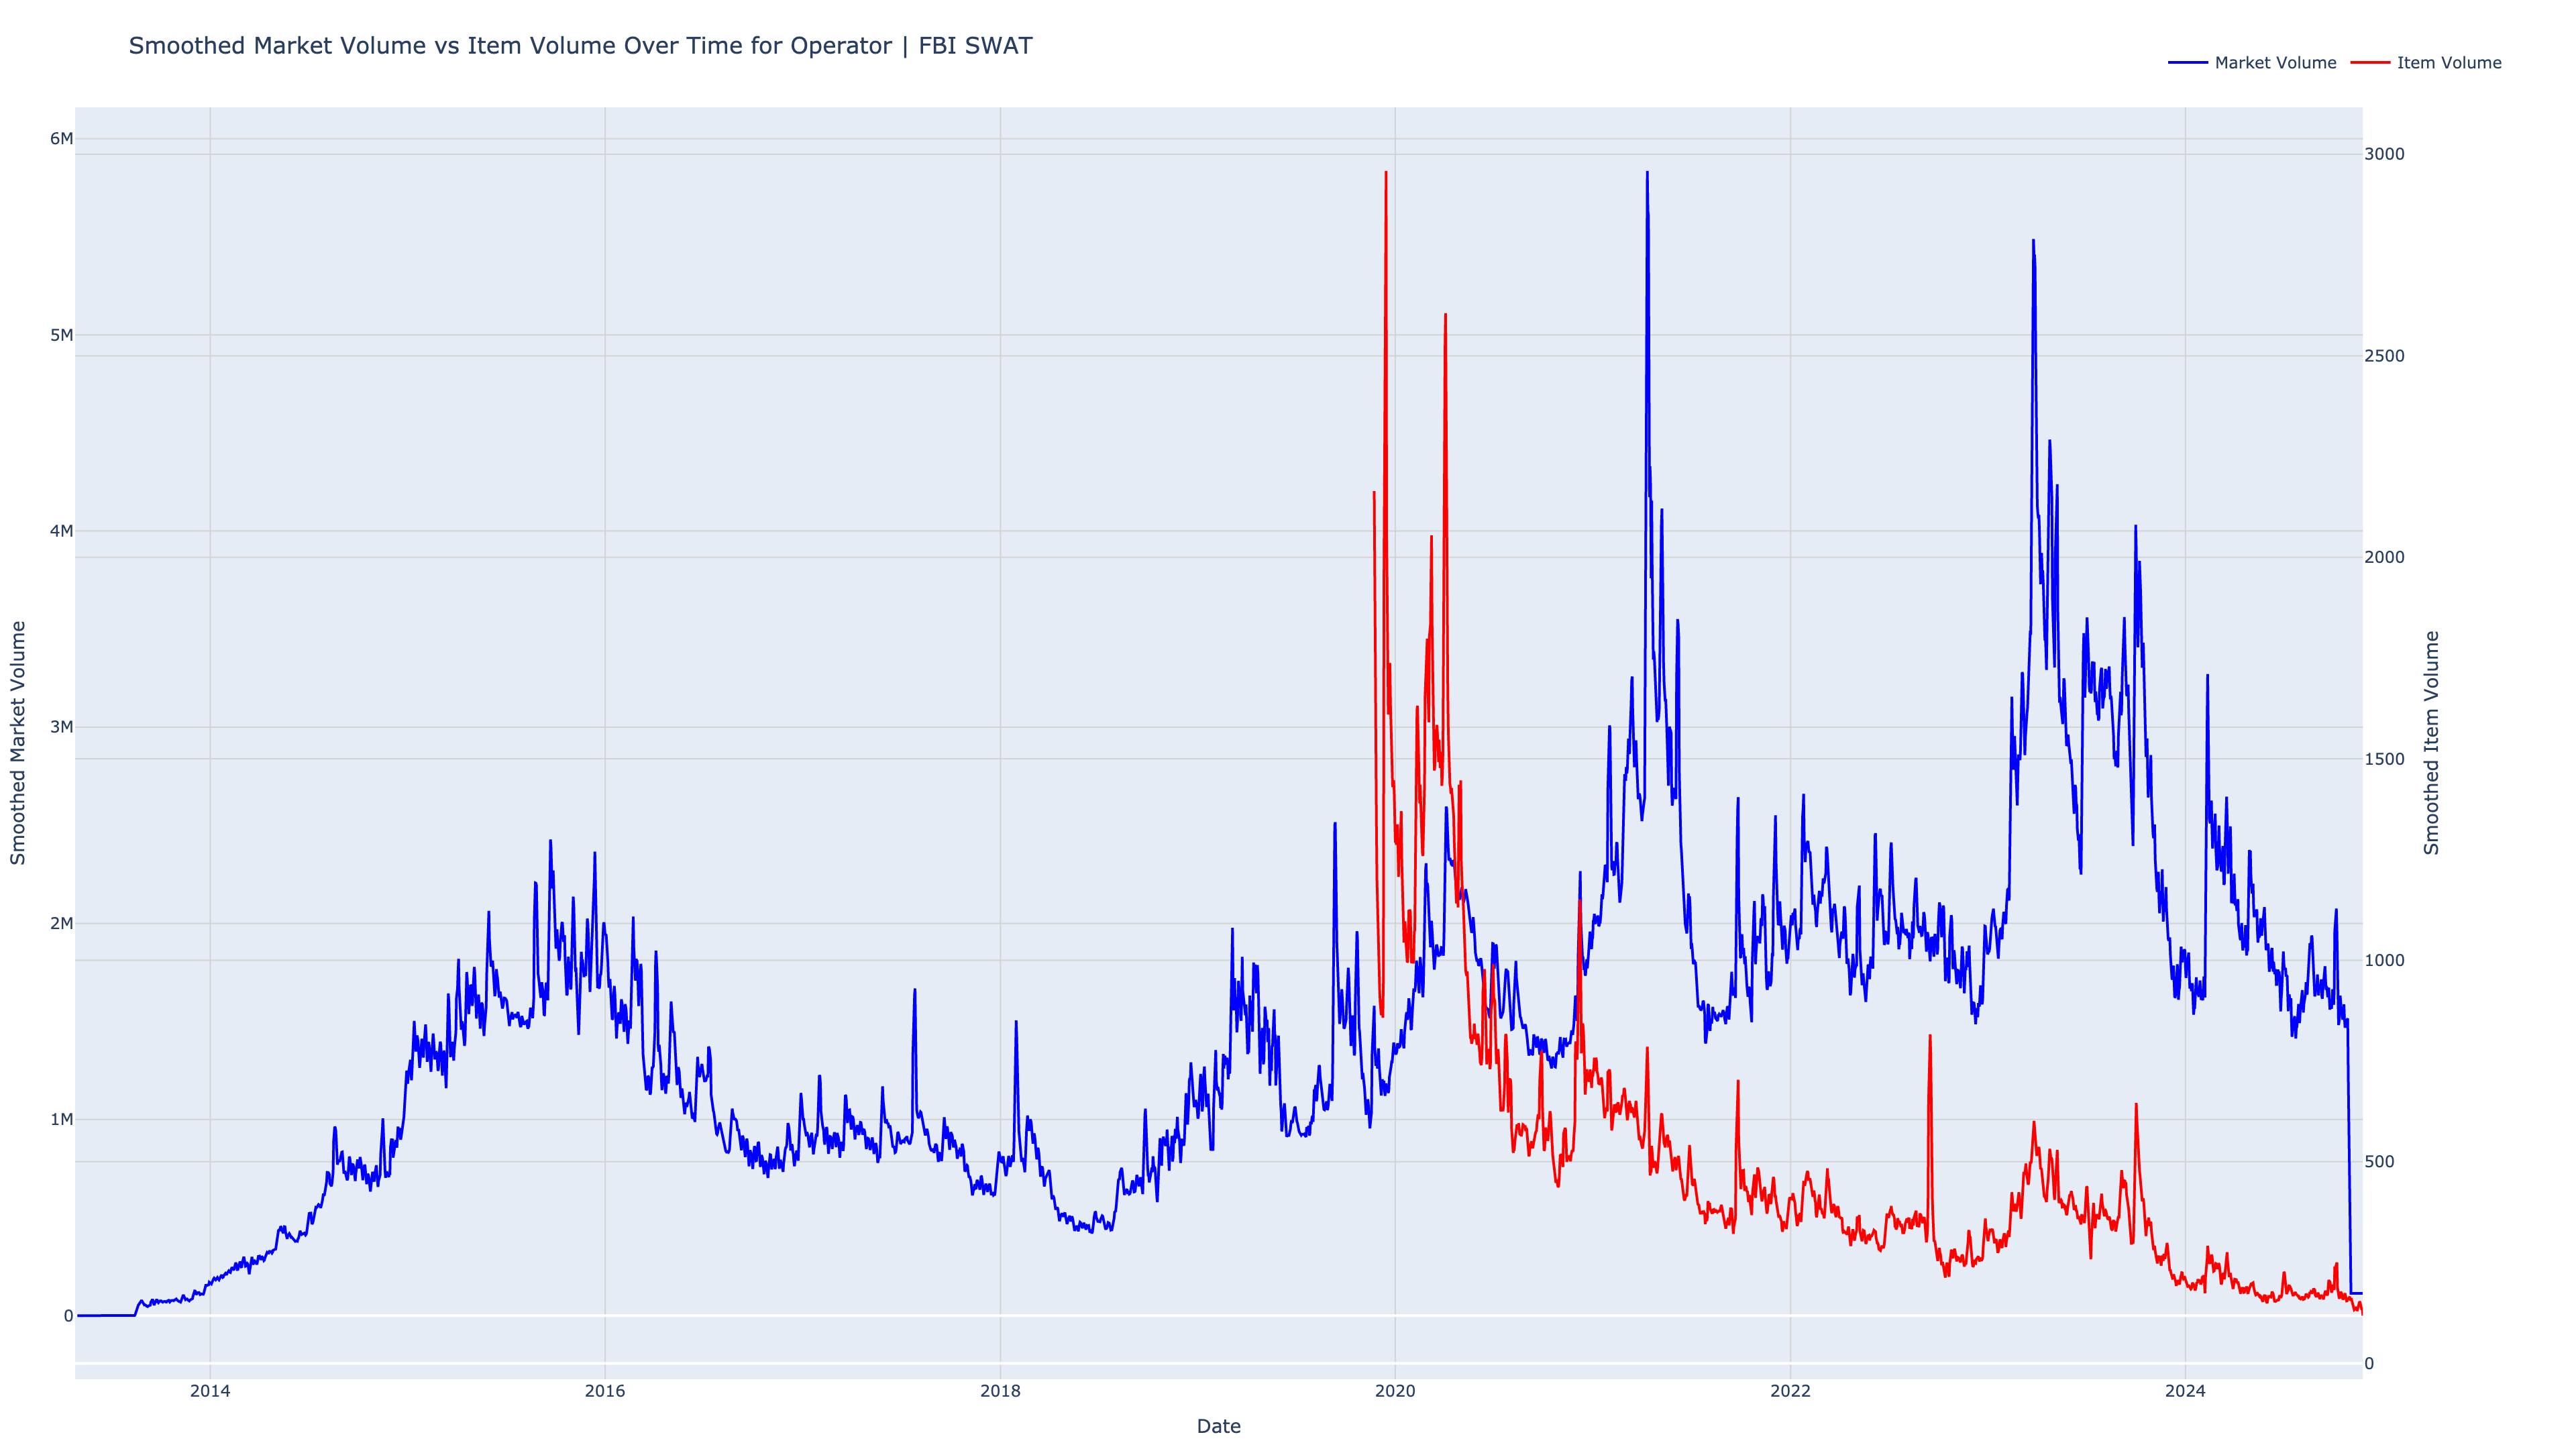 Smoothed Market Volume vs Item Volume Over Time for Operator | FBI SWAT
Market Volume
Item Volume
6M
5M
4M
3M
2M
1M
0
Smoothed Market Volume
3000
2500
2000
1500
1000
500
0
Smoothed Item Volume
2014
2016
2018
2020
2022
2024
Date